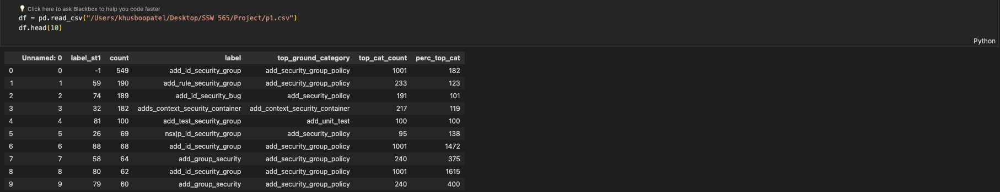 💡 Click here to ask Blackbox to help you code faster
df = pd.read_csv("/Users/khusboopatel/Desktop/SSW 565/Project/p1.csv")
df.head(10)
Python
Unnamed: 0 label_st1 count label top_ground_category top_cat_count perc_top_cat
0 0 -1 549 add_id_security_group add_security_group_policy 1001 182
1 1 59 190 add_rule_security_group add_security_group_policy 233 123
2 2 74 189 add_id_security_bug add_security_policy 191 101
3 3 32 182 adds_context_security_container add_context_security_container 217 119
4 4 81 100 add_test_security_group add_unit_test 100 100
5 5 26 69 nsx|p_id_security_group add_security_policy 95 138
6 6 88 68 add_id_security_group add_security_group_policy 1001 1472
7 7 58 64 add_group_security add_security_group_policy 240 375
8 8 80 62 add_id_security_group add_security_group_policy 1001 1615
9 9 79 60 add_group_security add_security_group_policy 240 400